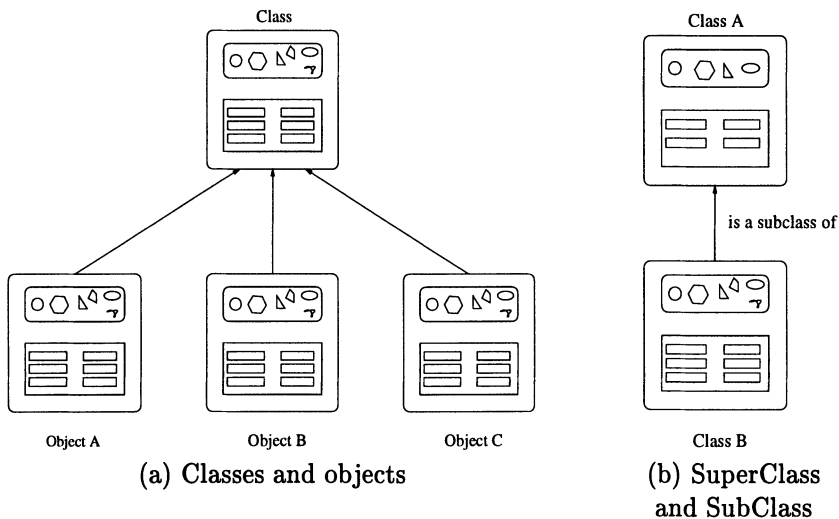 Class
Object A
Object B
Object C
(a) Classes and objects
Class A
is a subclass of
Class B
(b) SuperClass
and SubClass